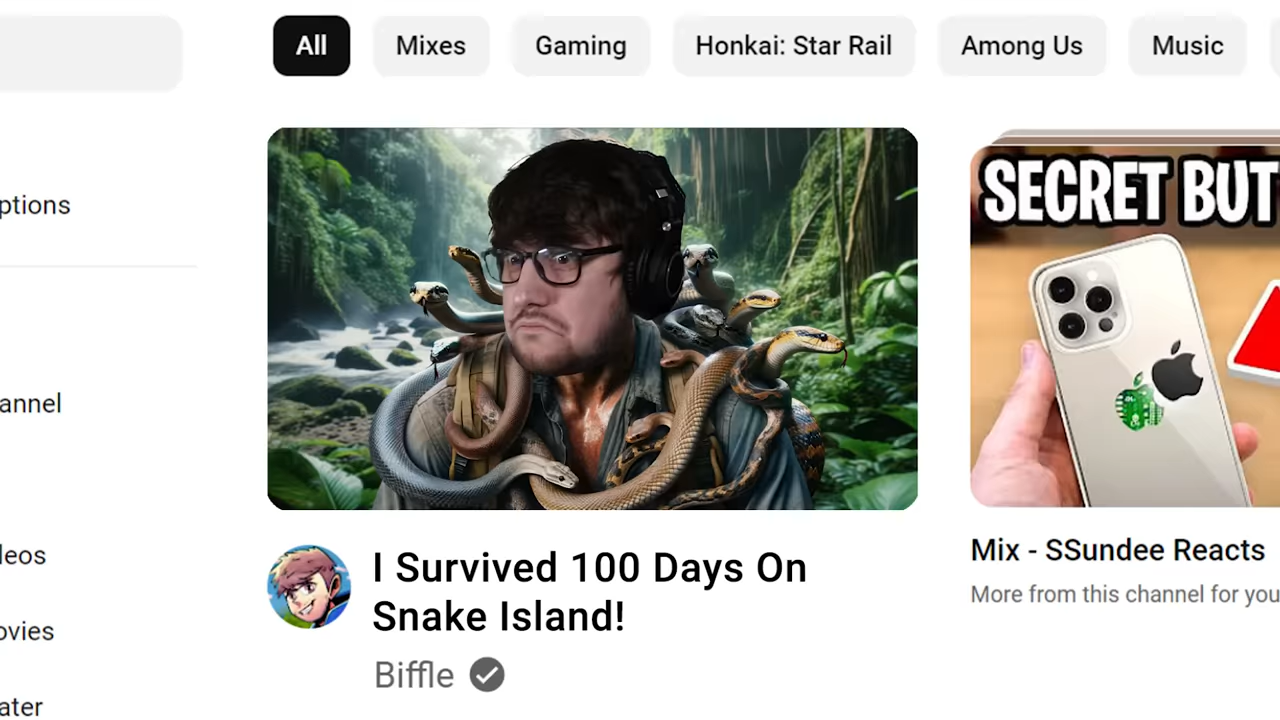 All
Mixes
Gaming
Honkai: Star Rail
Among Us
Music
ptions
annel
leos
ovies
ater
SECRET BUT
I Survived 100 Days On
Snake Island!
Biffle
Mix - SSundee Reacts
More from this channel for you